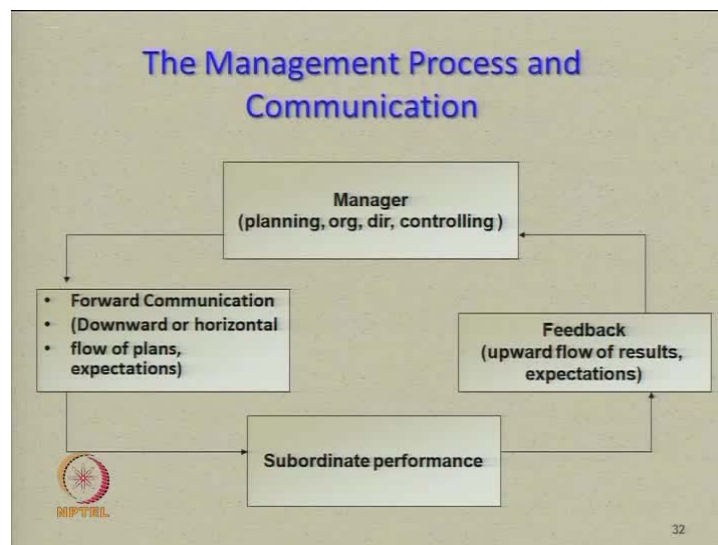 The Management Process and
Communication
Manager
(planning, org, dir, controlling )
• Forward Communication
• (Downward or horizontal
• flow of plans,
expectations)
Feedback
(upward flow of results,
expectations)
Subordinate performance
NPTEL
32